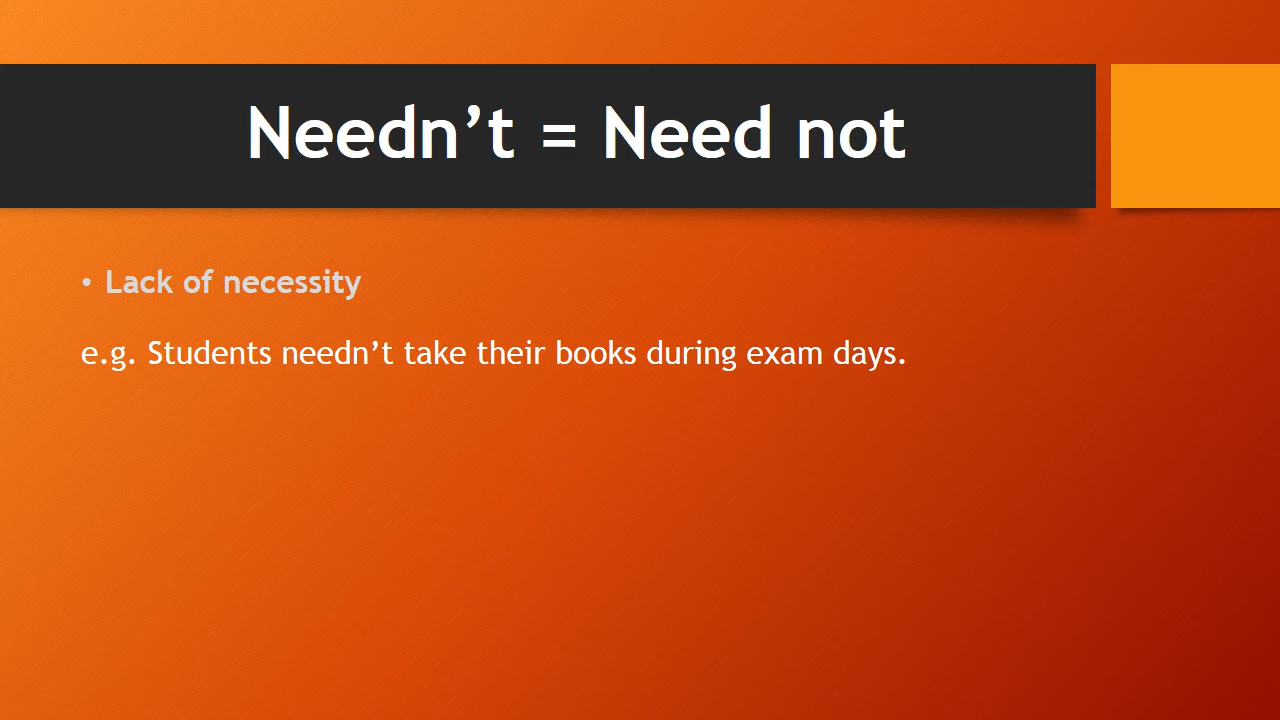 Needn’t = Need not
• Lack of necessity
e.g. Students needn’t take their books during exam days.